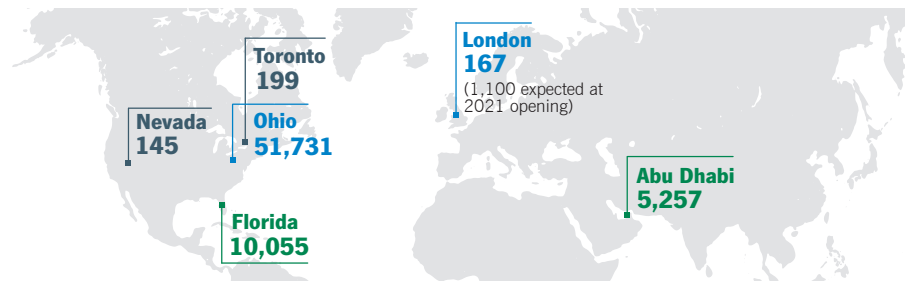 Toronto
199
London
167
(1,100 expected at
2021 opening)
Nevada
145
Ohio
51,731
Abu Dhabi
5,257
Florida
10,055